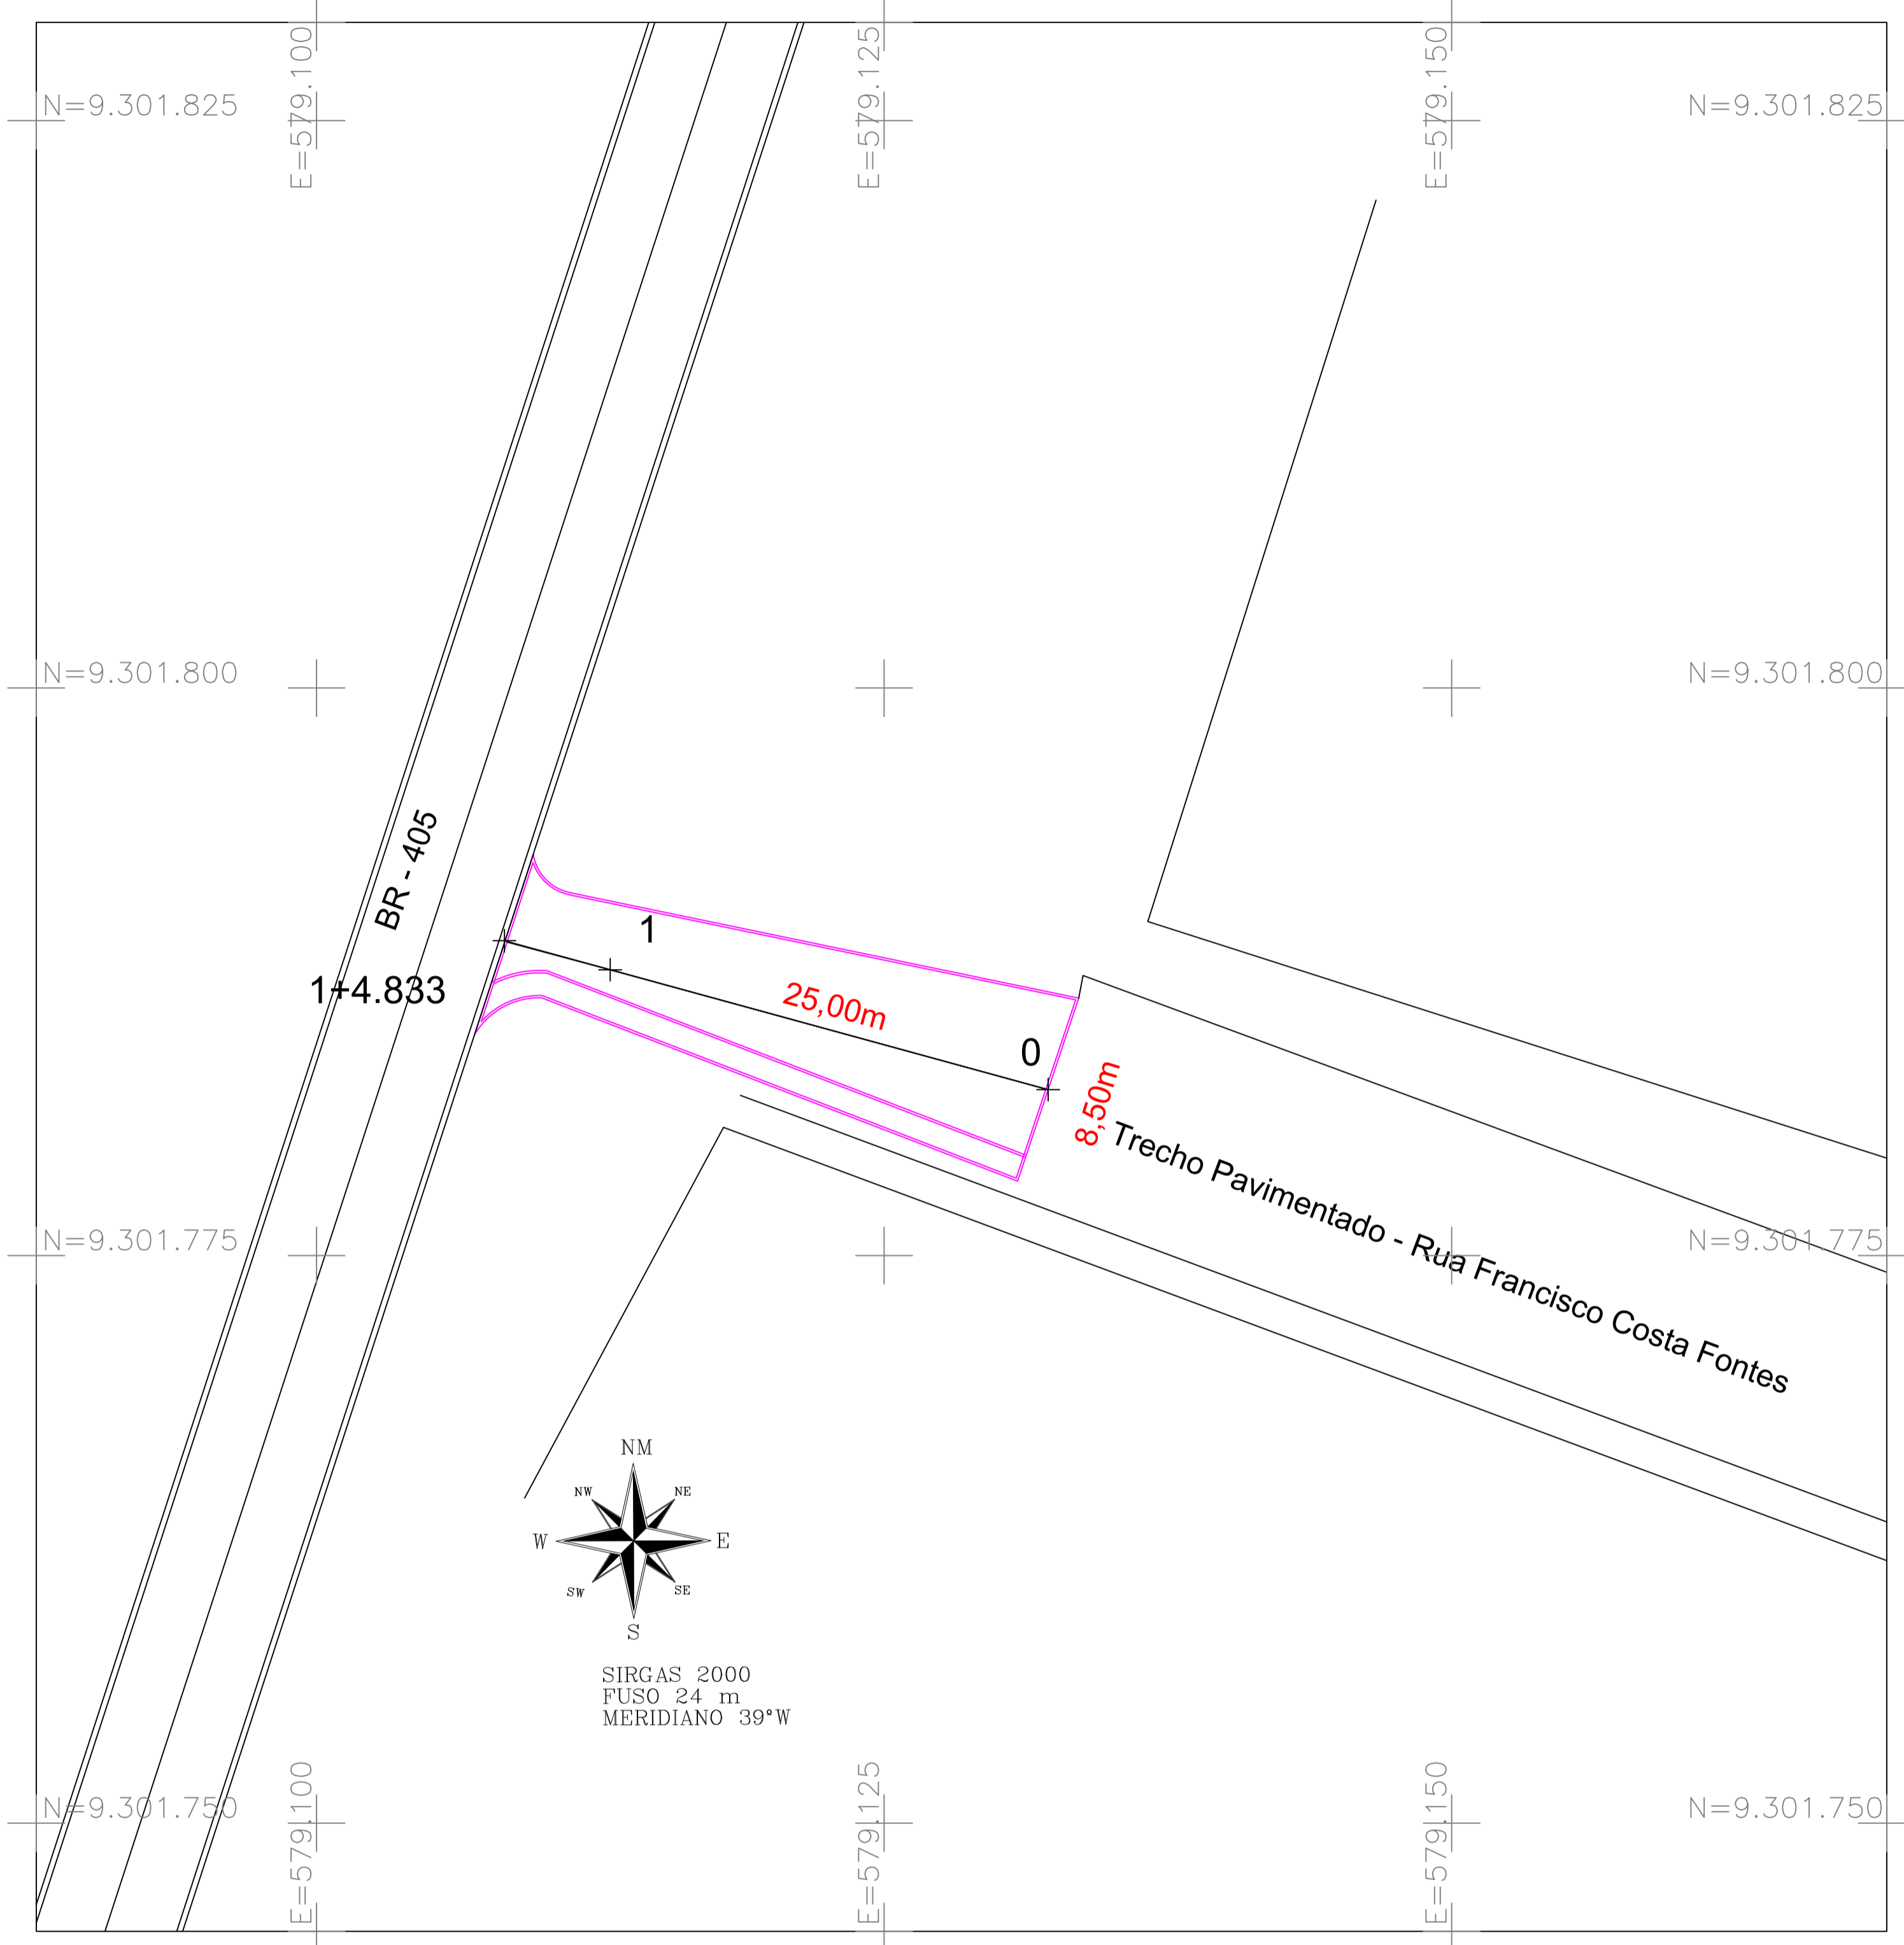 E=579.100
E=579.125
E=579.150
N=9.301.825
N=9.301.825
N=9.301.800
N=9.301.800
BR - 405
1
1+4.833
25,00m
0
8,50m
Trecho Pavimentado - Rua Francisco Costa Fontes
N=9.301.775
N=9.301.775
NM
NW
NE
W
E
SW
SE
S
SIRGAS 2000
FUSO 24 m
MERIDIANO 39°W
N=9.301.750
N=9.301.750
E=579.100
E=579.125
E=579.150